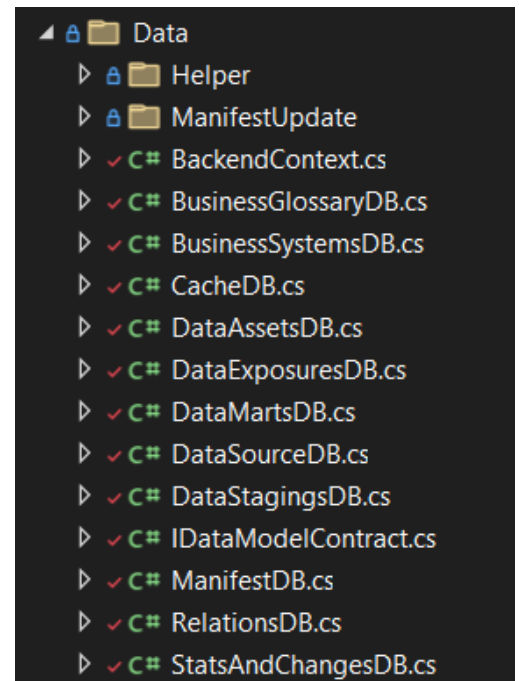 Data
Helper
ManifestUpdate
C# BackendContext.cs
C# BusinessGlossaryDB.cs
C# BusinessSystemsDB.cs
C# CacheDB.cs
C# DataAssetsDB.cs
C# DataExposuresDB.cs
C# DataMartsDB.cs
C# DataSourceDB.cs
C# DataStagingsDB.cs
C# IDataModelContract.cs
C# ManifestDB.cs
C# RelationsDB.cs
C# StatsAndChangesDB.cs